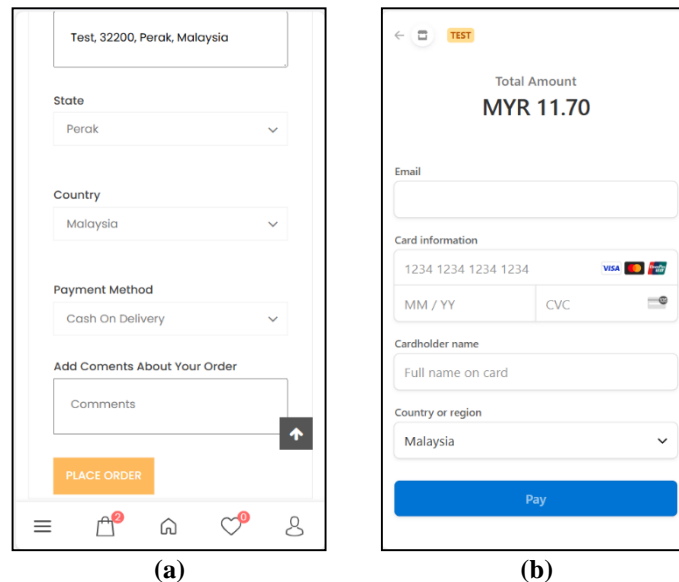 Test, 32200, Perak, Malaysia
State
Perak
Country
Malaysia
Payment Method
Cash On Delivery
Add Coments About Your Order
Comments
PLACE ORDER
2
0
(a)
TEST
Total Amount
MYR 11.70
Email
Card information
1234 1234 1234 1234
VISA
MM / YY
CVC
Cardholder name
Full name on card
Country or region
Malaysia
Pay
(b)